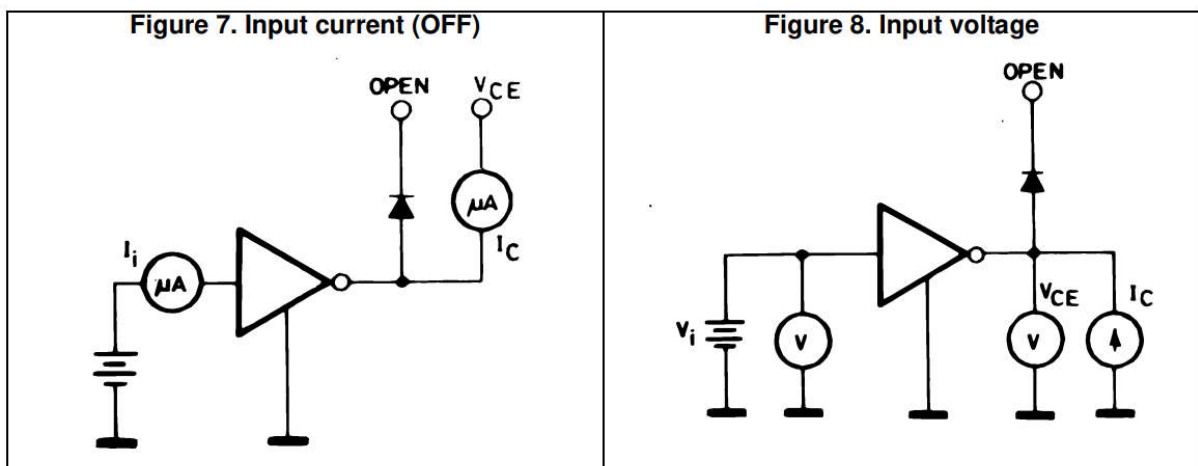 Figure 7. Input current (OFF)
OPEN
VCE
µA
Ii
µA
IC
Figure 8. Input voltage
OPEN
Vi
V
VCE
V
IC